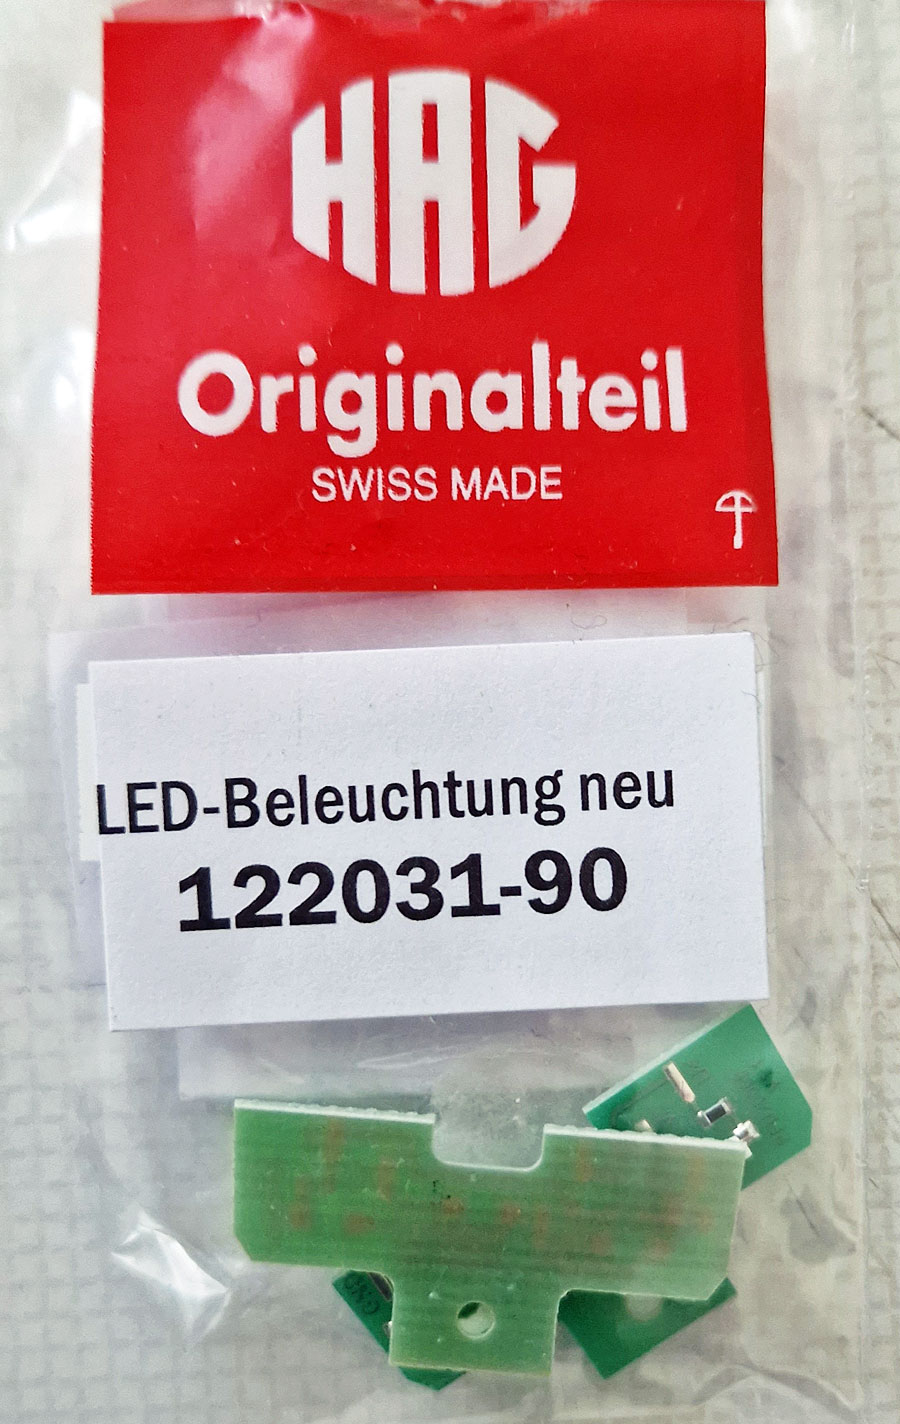 HAG
Originalteil
SWISS MADE
LED-Beleuchtung neu
122031-90